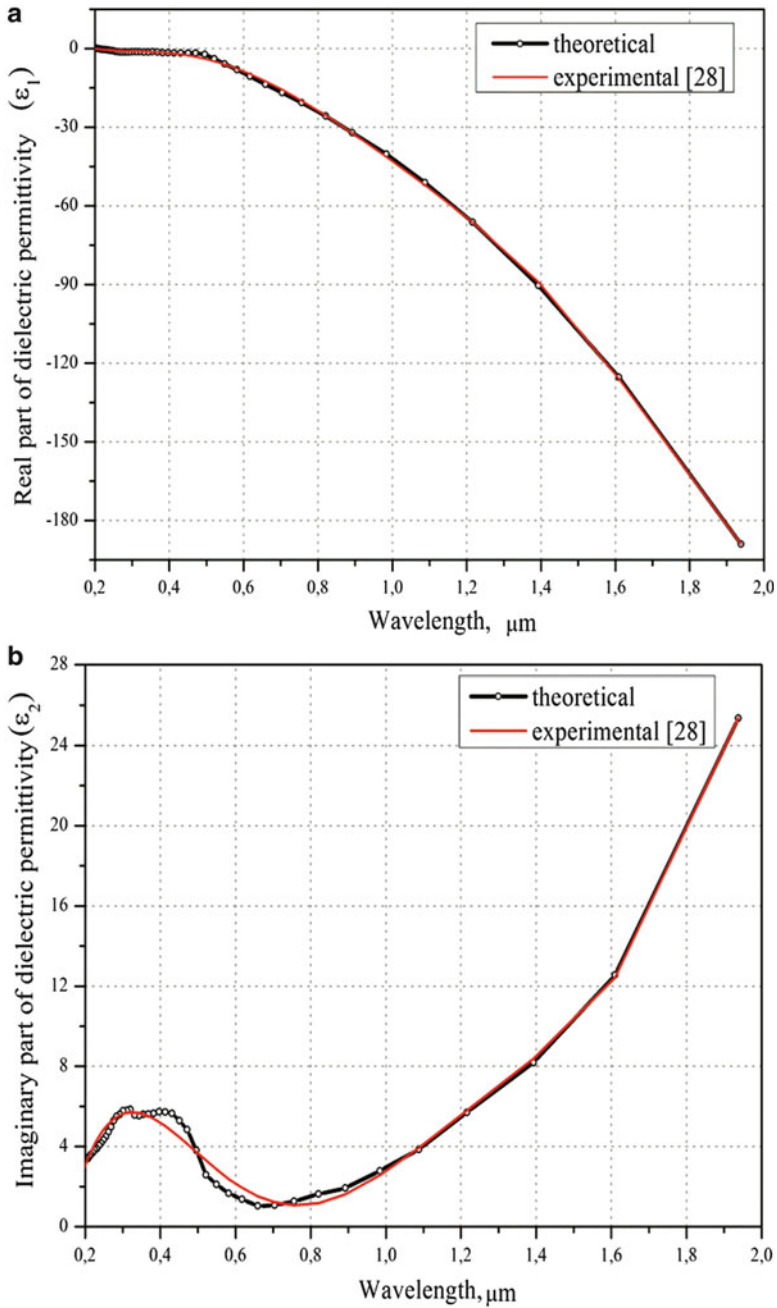 a
theoretical
experimental [28]
Real part of dielectric permittivity (ε₁)
0
-30
-60
-90
-120
-150
-180
0,2 0,4 0,6 0,8 1,0 1,2 1,4 1,6 1,8 2,0
Wavelength, μm
b
theoretical
experimental [28]
Imaginary part of dielectric permittivity(ε₂)
28
24
20
16
12
8
4
0
0,2 0,4 0,6 0,8 1,0 1,2 1,4 1,6 1,8 2,0
Wavelength,μm